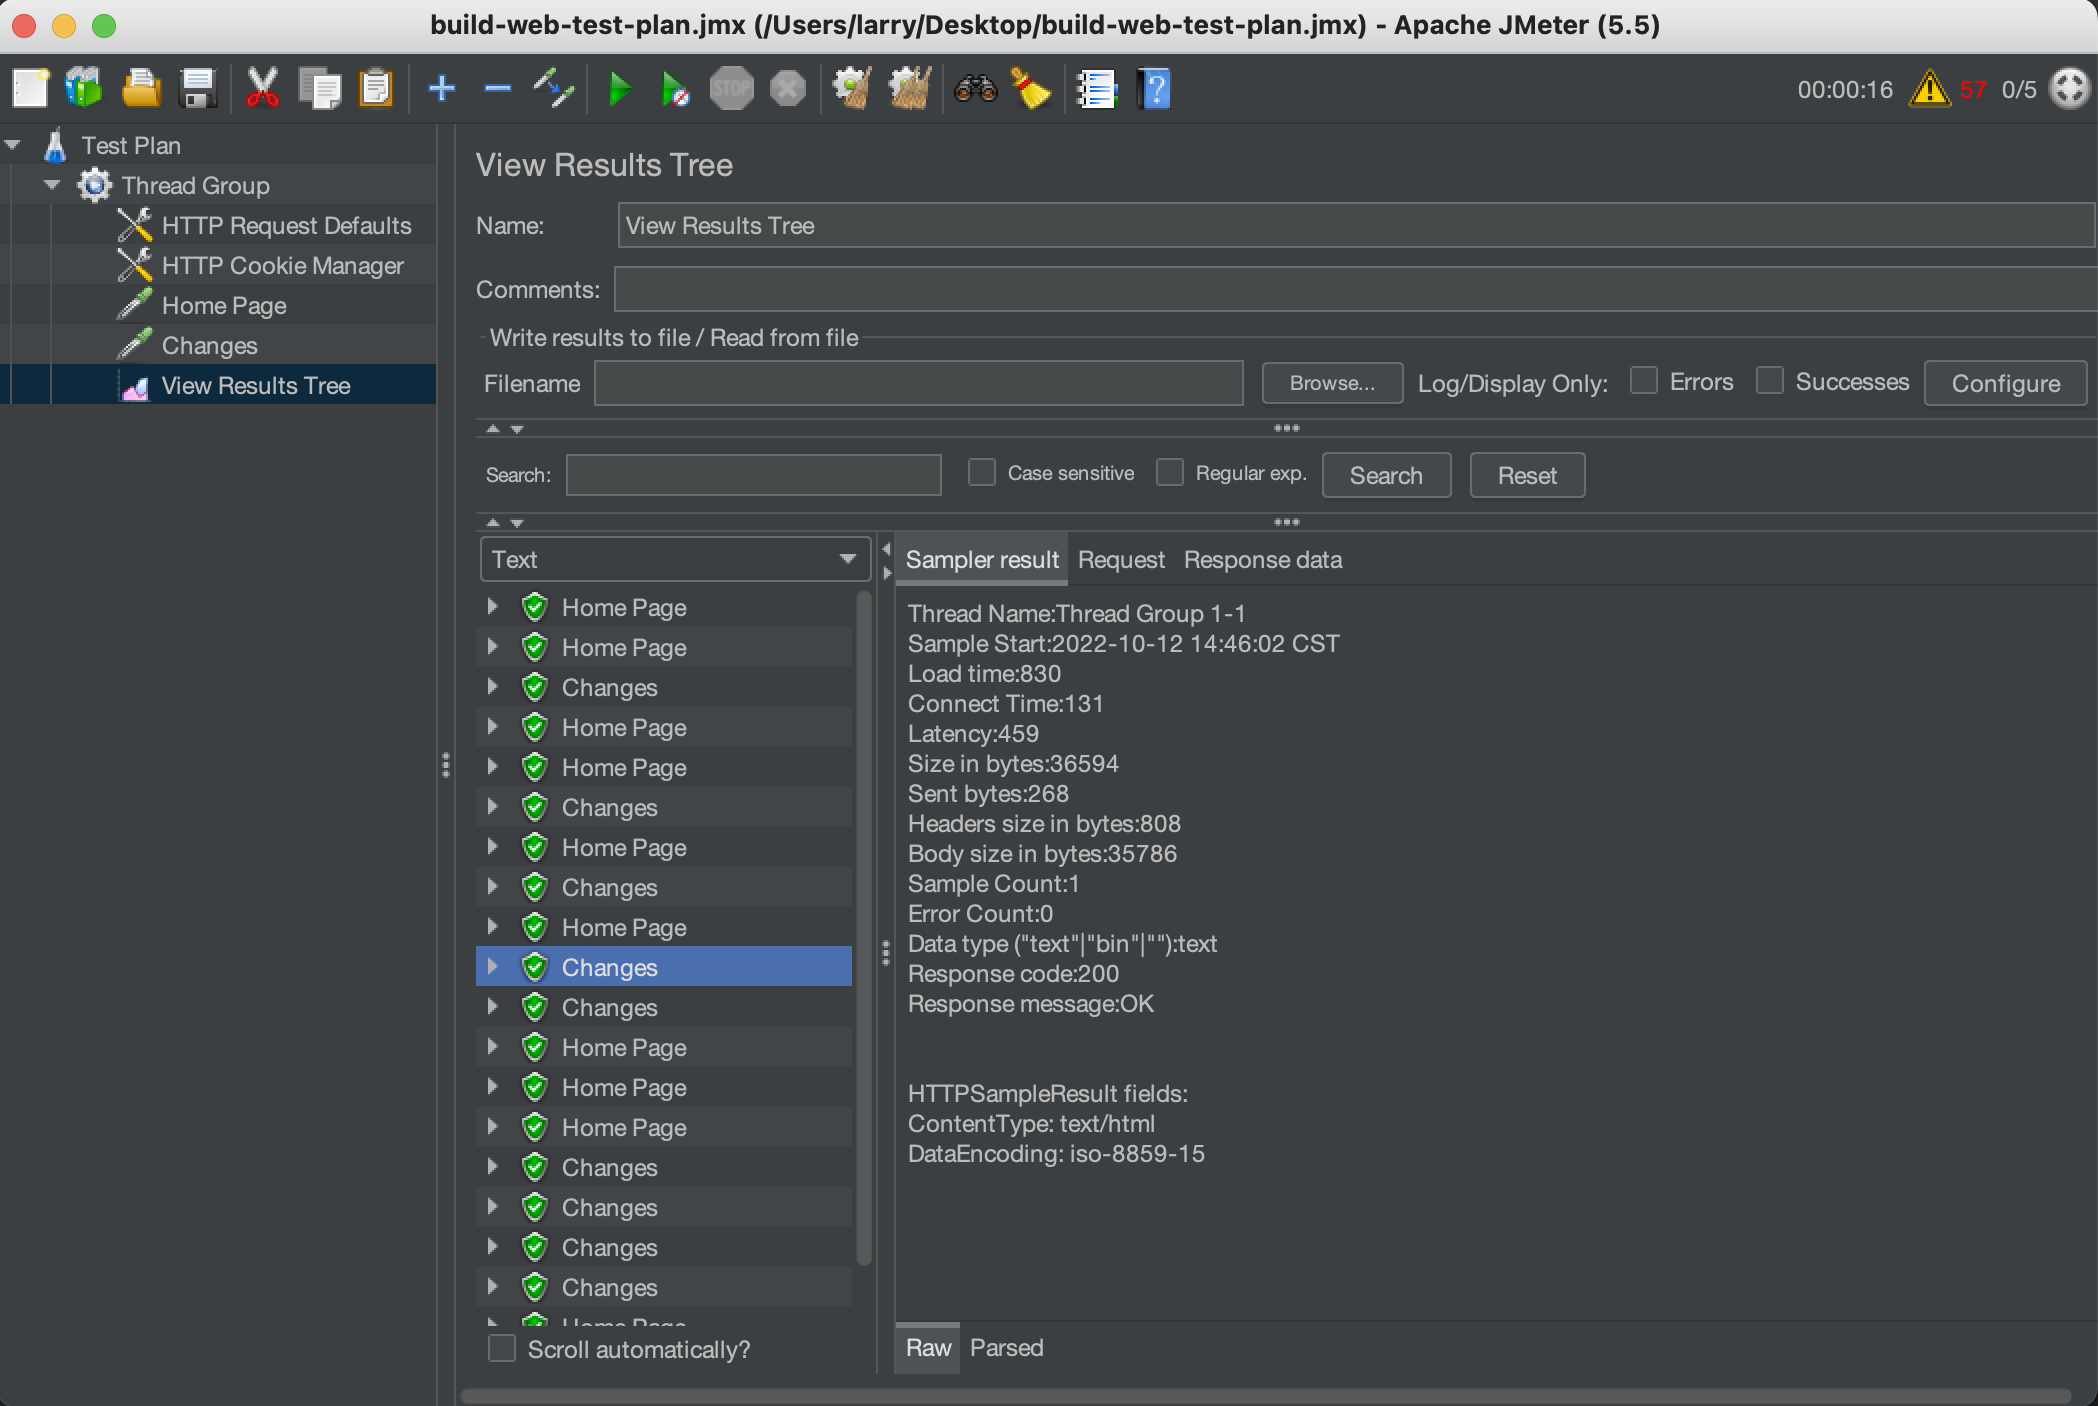 build-web-test-plan.jmx (/Users/larry/Desktop/build-web-test-plan.jmx) - Apache JMeter (5.5)
STOP
00:00:16 57 0/5
Test Plan
Thread Group
HTTP Request Defaults
HTTP Cookie Manager
Home Page
Changes
View Results Tree
View Results Tree
Name: View Results Tree
Comments:
Write results to file / Read from file
Filename Browse... Log/Display Only: Errors Successes Configure
Search: Case sensitive Regular exp. Search Reset
Text
Home Page
Home Page
Changes
Home Page
Home Page
Changes
Home Page
Changes
Home Page
Changes
Changes
Home Page
Home Page
Home Page
Changes
Changes
Changes
Changes
Home Page
Scroll automatically?
Sampler result Request Response data
Thread Name:Thread Group 1-1
Sample Start:2022-10-12 14:46:02 CST
Load time:830
Connect Time:131
Latency:459
Size in bytes:36594
Sent bytes:268
Headers size in bytes:808
Body size in bytes:35786
Sample Count:1
Error Count:0
Data type ("text"|"bin"|""):text
Response code:200
Response message:OK
HTTPSampleResult fields:
ContentType: text/html
DataEncoding: iso-8859-15
Raw Parsed